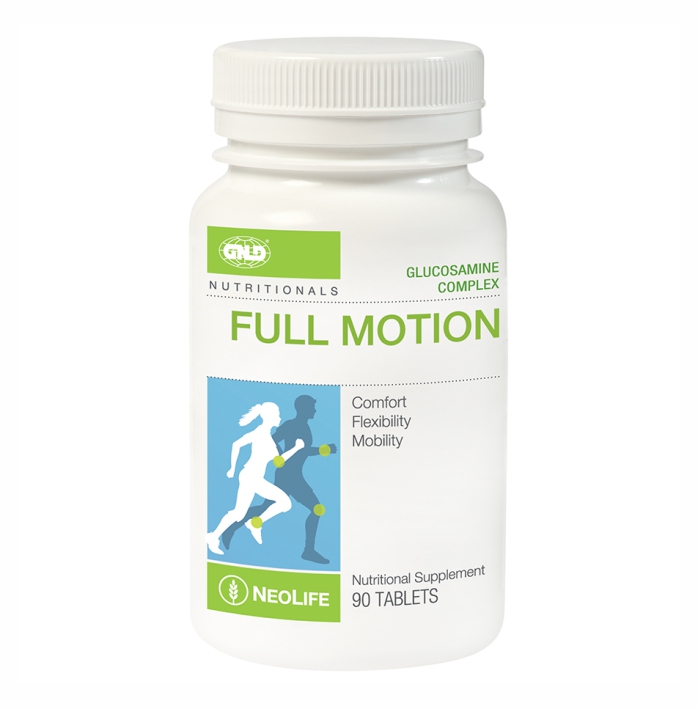 GNLD
NUTRITIONALS
GLUCOSAMINE
COMPLEX
FULL MOTION
Comfort
Flexibility
Mobility
Nutritional Supplement
90 TABLETS
NEOLIFE